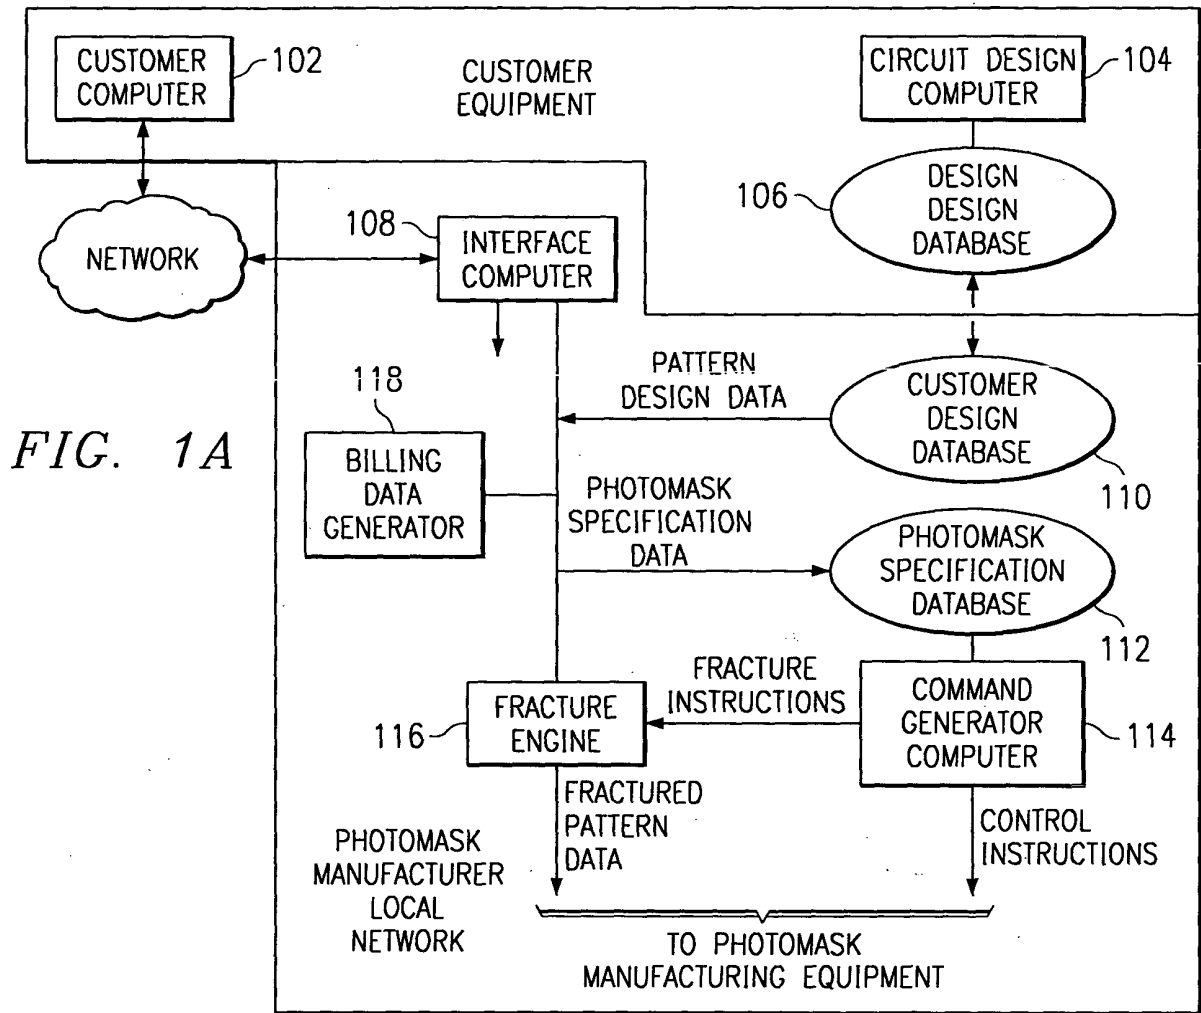 CUSTOMER
COMPUTER
102
CUSTOMER
EQUIPMENT
CIRCUIT DESIGN
COMPUTER
104
106
DESIGN
DESIGN
DATABASE
NETWORK
108
INTERFACE
COMPUTER
PATTERN
DESIGN DATA
CUSTOMER
DESIGN
DATABASE
110
FIG. 1A
118
BILLING
DATA
GENERATOR
PHOTOMASK
SPECIFICATION
DATA
PHOTOMASK
SPECIFICATION
DATABASE
112
FRACTURE
INSTRUCTIONS
116
FRACTURE
ENGINE
COMMAND
GENERATOR
COMPUTER
114
FRACTURED
PATTERN
DATA
CONTROL
INSTRUCTIONS
PHOTOMASK
MANUFACTURER
LOCAL
NETWORK
TO PHOTOMASK
MANUFACTURING EQUIPMENT